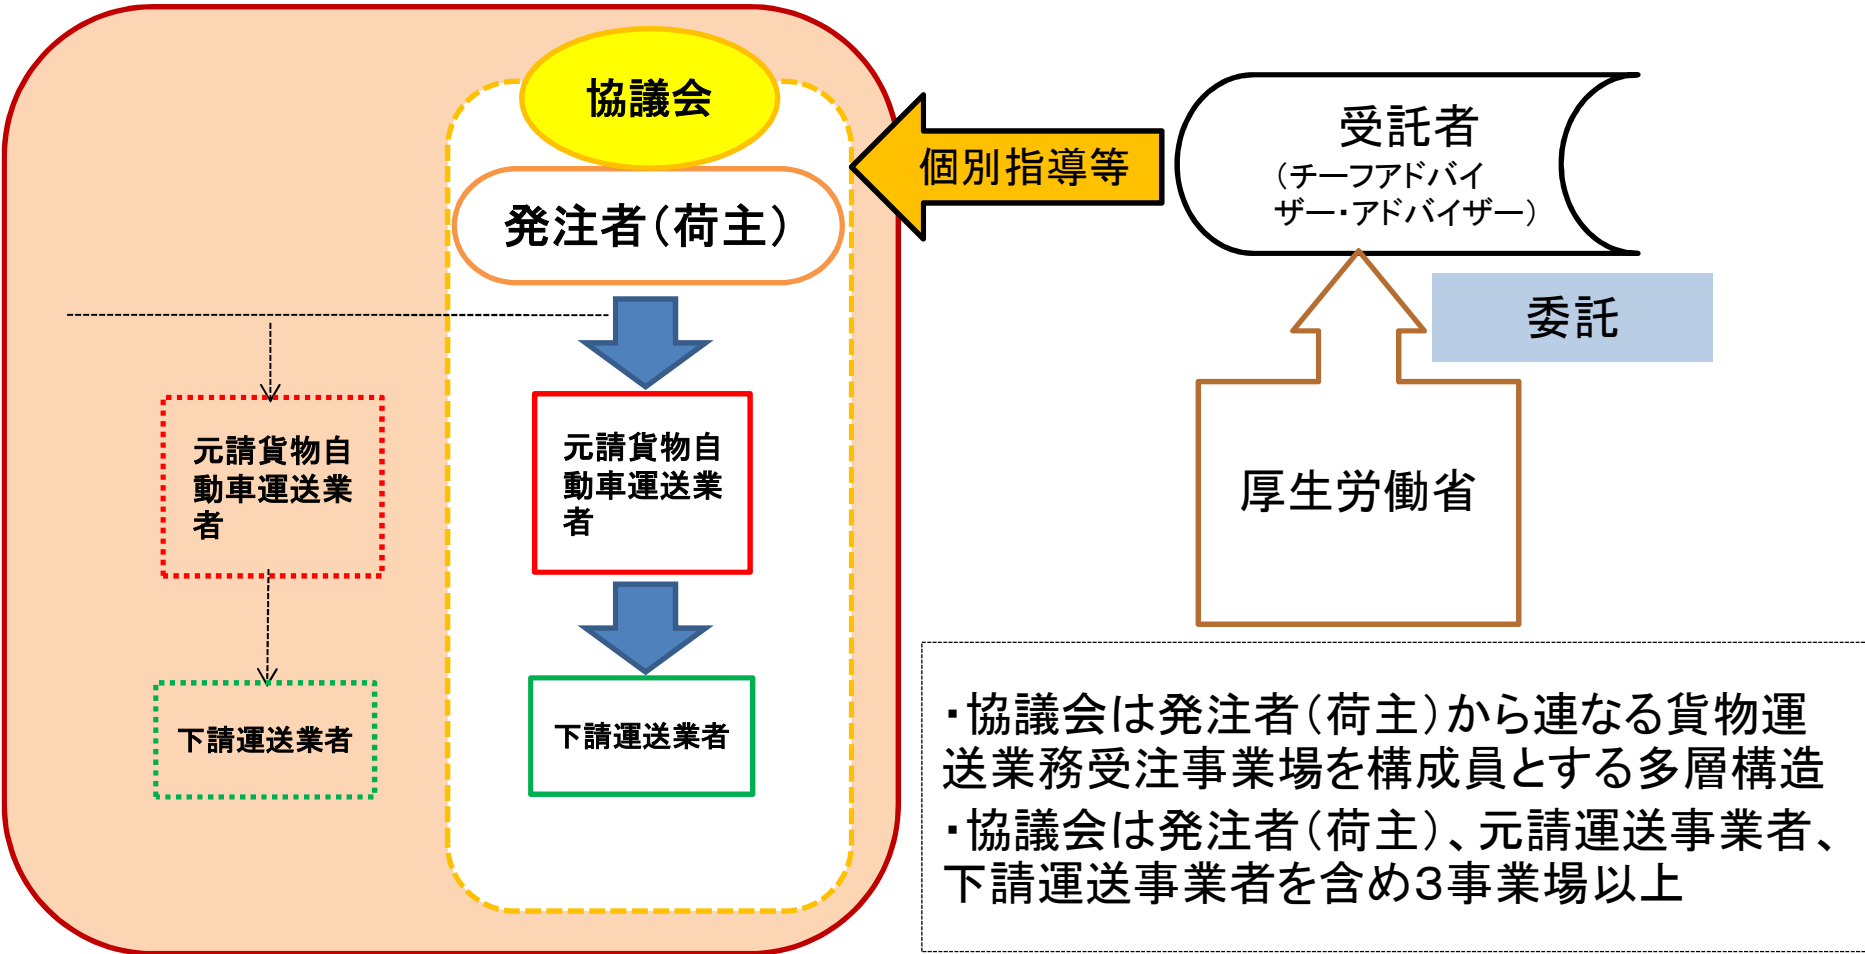 協議会
発注者（荷主）
元請貨物自
動車運送業
者
下請運送業者
元請貨物自
動車運送業
者
下請運送業者
個別指導等
受託者
（チーフアドバイ
ザー・アドバイザー）
委託
厚生労働省
・協議会は発注者（荷主）から連なる貨物運
送業務受注事業場を構成員とする多層構造
・協議会は発注者（荷主）、元請運送事業者、
下請運送事業者を含め３事業場以上